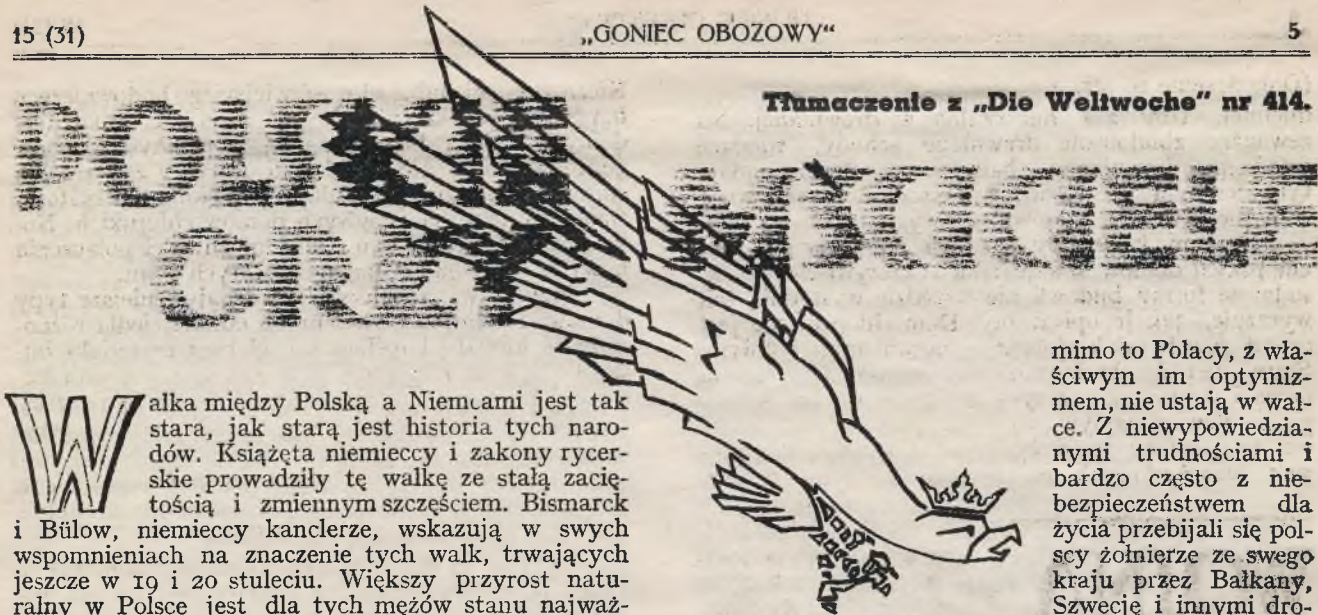 15 (31)
„GONIEC OBOZOWY“
5
Tłumaczenie z „Die Weltwoche“ nr 414.
POLSKIE
ORŁY
MŚCICIELE
Walka między Polską a Niemcami jest tak
stara, jak starą jest historia tych naro-
dów. Książęta niemieccy i zakony rycer-
skie prowadziły tę walkę ze stałą zacię-
tością i zmiennym szczęściem. Bismarck
i Bülow, niemieccy kanclerze, wskazują w swych
wspomnieniach na znaczenie tych walk, trwających
jeszcze w 19 i 20 stuleciu. Większy przyrost natu-
ralny w Polsce jest dla tych mężów stanu najważ-
mimo to Polacy, z wła-
ściwym im optymiz-
mem, nie ustają w wal-
ce. Z niewypowiedzia-
nymi trudnościami i
bardzo często z nie-
bezpieczeństwem dla
życia przebijali się pol-
scy żołnierze ze swego
kraju przez Bałkany,
Szwecję i innymi dro-